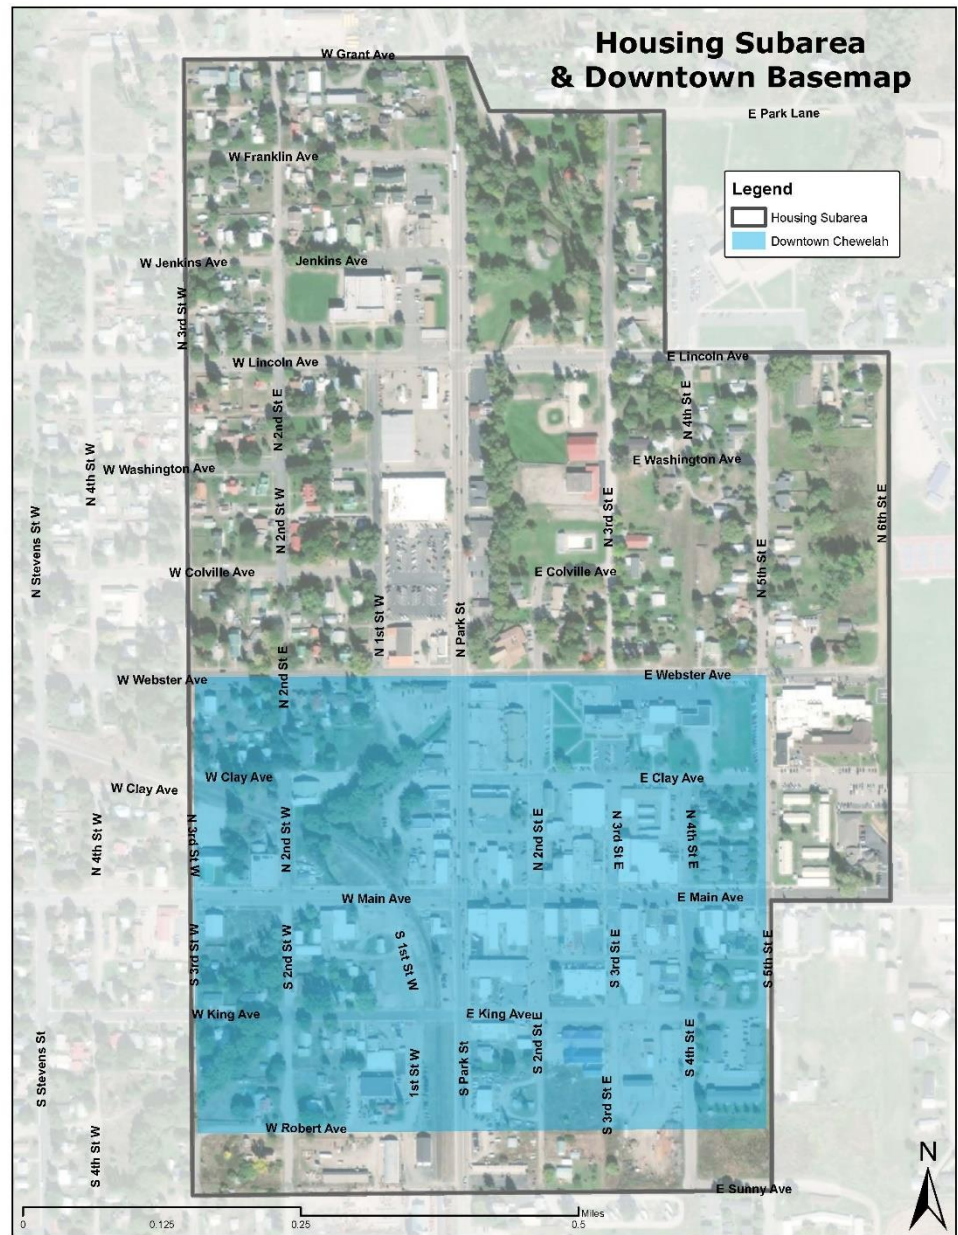 Housing Subarea
& Downtown Basemap
W Grant Ave
E Park Lane
W Franklin Ave
Legend
Housing Subarea
Downtown Chewelah
W Jenkins Ave
Jenkins Ave
N 3rd St W
W Lincoln Ave
E Lincoln Ave
N 2nd St E
N 4th St E
N 4th St W
W Washington Ave
E Washington Ave
N Stevens St W
N 2nd St W
N 3rd St E
N 5th St E
N 6th St E
W Colville Ave
E Colville Ave
N 1st St W
N Park St
W Webster Ave
N 2nd St E
E Webster Ave
W Clay Ave
W Clay Ave
E Clay Ave
N 4th St W
N 3rd St W
N 2nd St W
N 2nd St E
N 3rd St E
N 4th St E
W Main Ave
E Main Ave
S 3rd St W
S 2nd St W
S 1st St W
S 3rd St E
S 5th St E
W King Ave
E King Ave
S Stevens St
1st St W
S Park St
S 2nd St E
S 3rd St E
S 4th St E
W Robert Ave
S 4th St W
E Sunny Ave
N
Miles
0
0.125
0.25
0.5